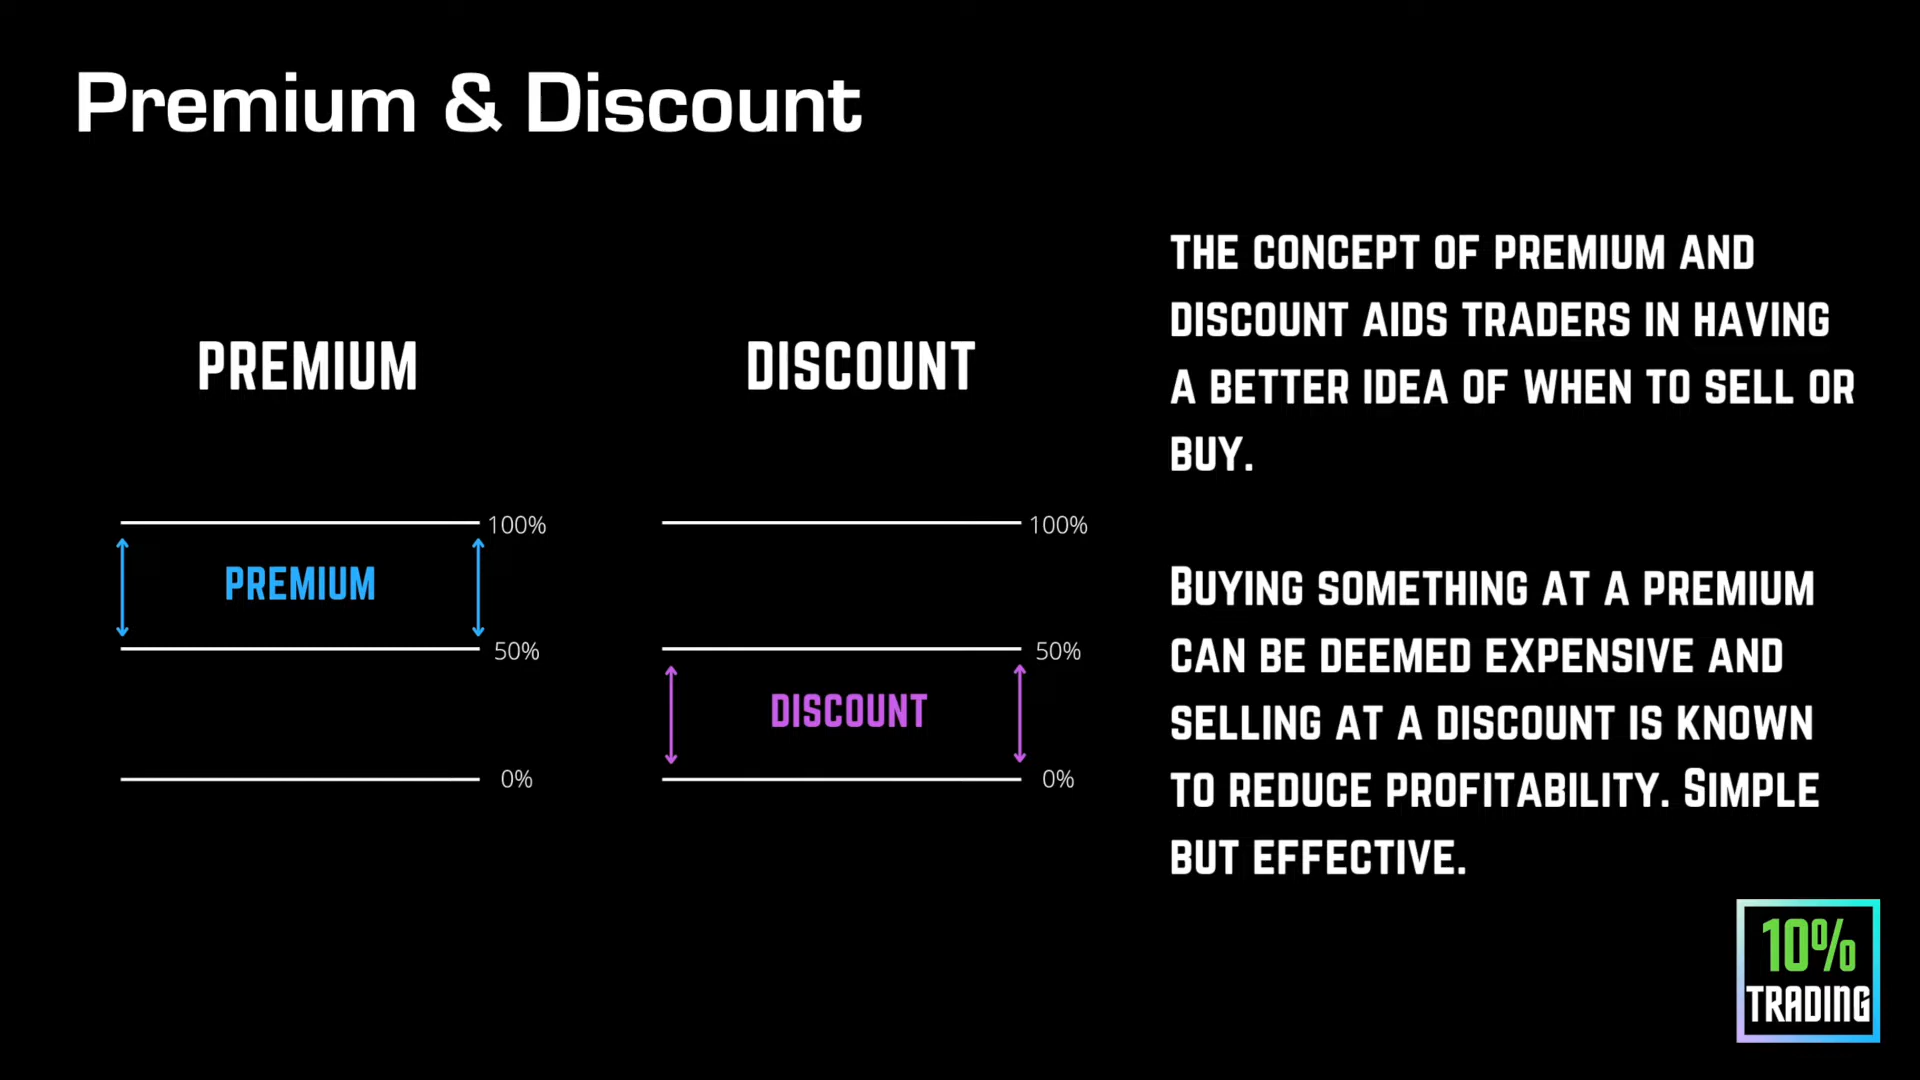 Premium & Discount
PREMIUM
100%
PREMIUM
50%
0%
DISCOUNT
100%
50%
DISCOUNT
0%
THE CONCEPT OF PREMIUM AND
DISCOUNT AIDS TRADERS IN HAVING
A BETTER IDEA OF WHEN TO SELL OR
BUY.
BUYING SOMETHING AT A PREMIUM
CAN BE DEEMED EXPENSIVE AND
SELLING AT A DISCOUNT IS KNOWN
TO REDUCE PROFITABILITY. SIMPLE
BUT EFFECTIVE.
10%
TRADING